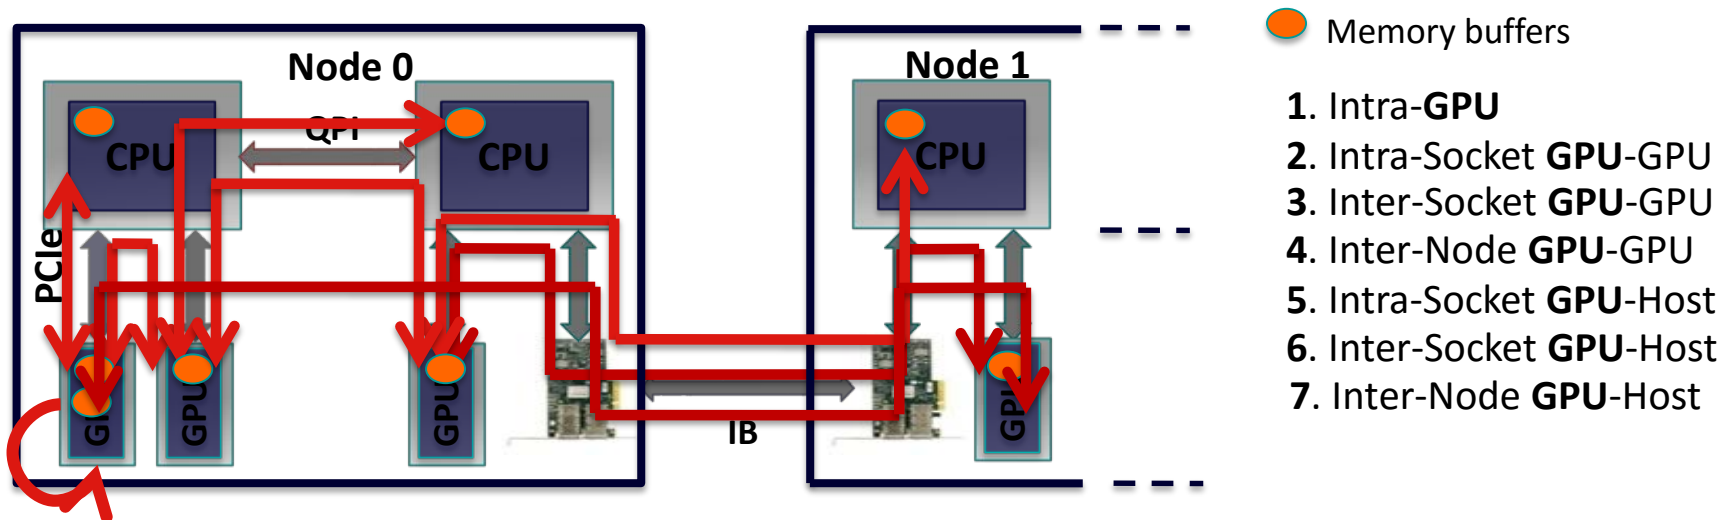 Node 0
Node 1
Memory buffers
CPU
QPI
CPU
CPU
PCIe
GPU
GPU
GPU
IB
1. Intra-GPU
2. Intra-Socket GPU-GPU
3. Inter-Socket GPU-GPU
4. Inter-Node GPU-GPU
5. Intra-Socket GPU-Host
6. Inter-Socket GPU-Host
7. Inter-Node GPU-Host